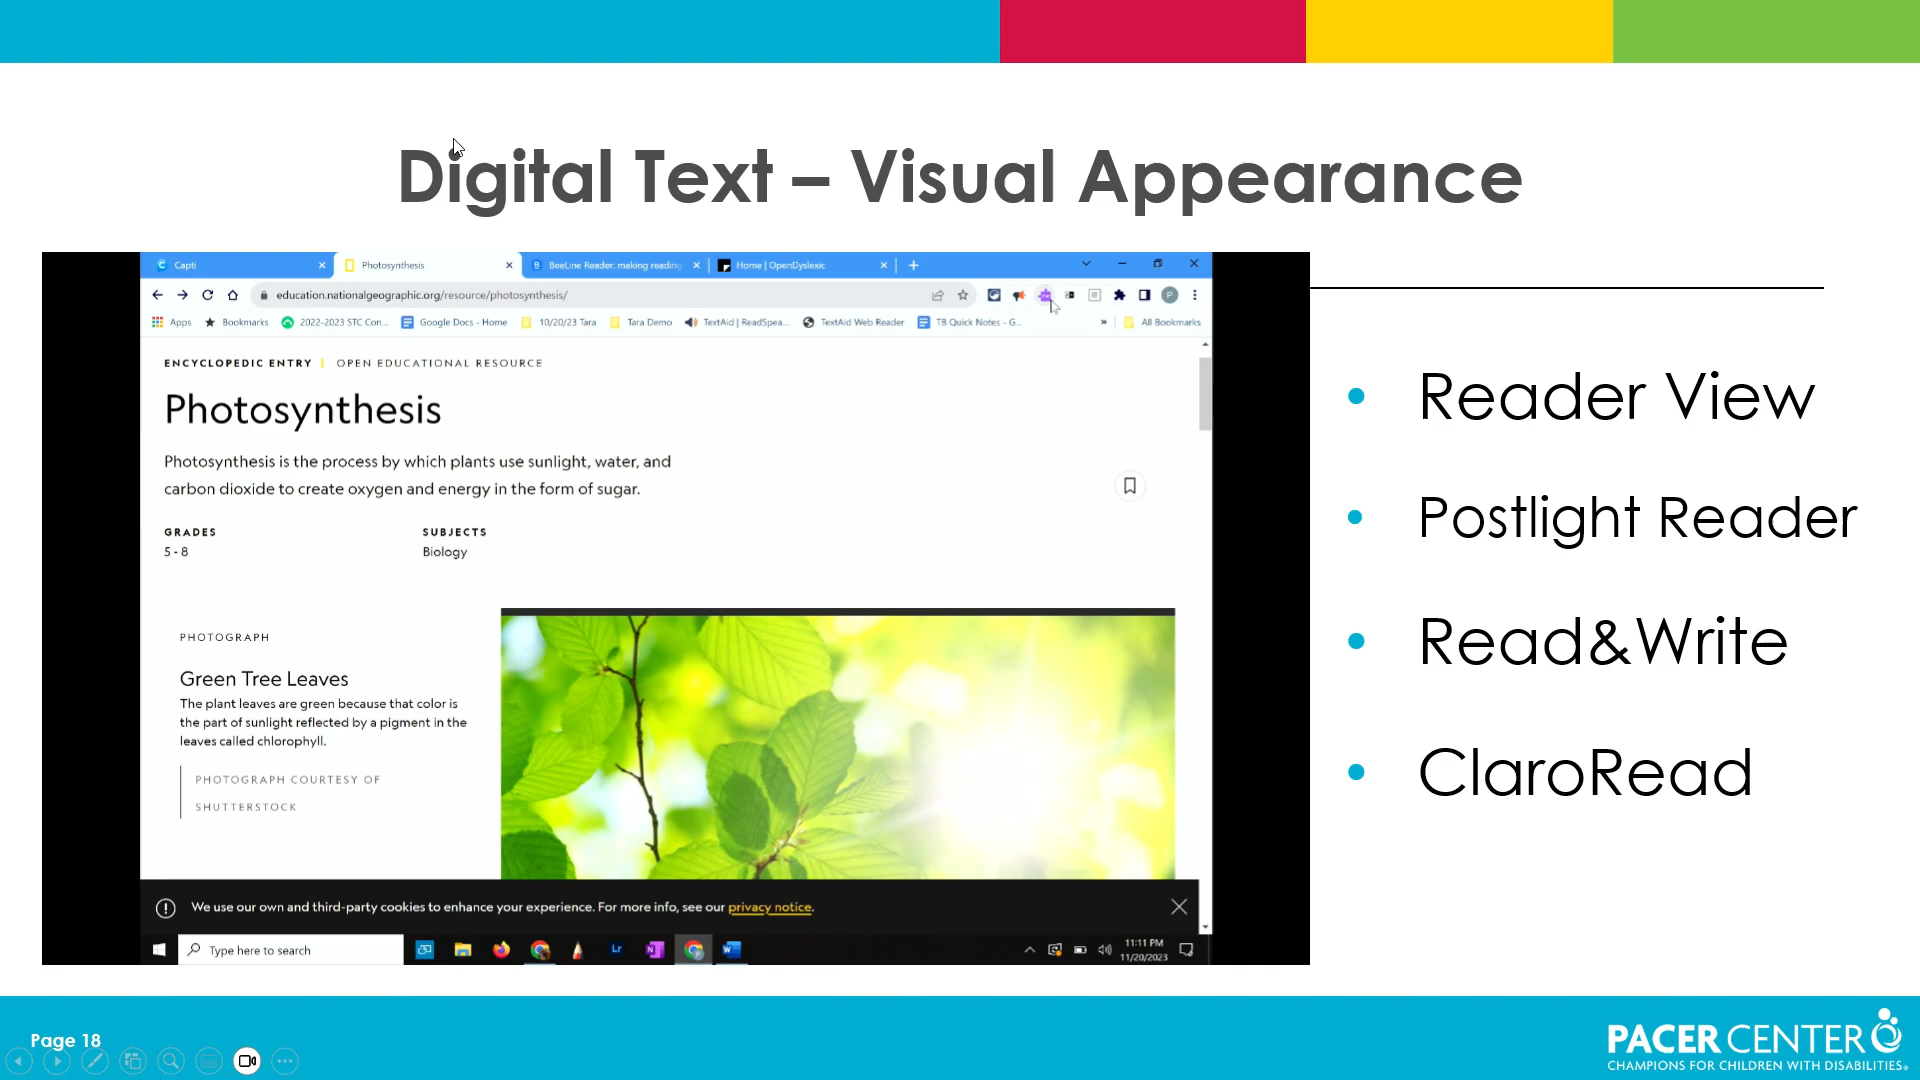 Digital Text – Visual Appearance
Capti
Photosynthesis
BeeLine Reader: making reading
Home | OpenDyslexic
education.nationalgeographic.org/resource/photosynthesis/
Apps
Bookmarks
2022-2023 STC Con...
Google Docs - Home
10/20/23 Tara
Tara Demo
TextAid | ReadSpea...
TextAid Web Reader
TB Quick Notes - G...
»
All Bookmarks
ENCYCLOPEDIC ENTRY | OPEN EDUCATIONAL RESOURCE
Photosynthesis
Photosynthesis is the process by which plants use sunlight, water, and
carbon dioxide to create oxygen and energy in the form of sugar.
GRADES
5 - 8
SUBJECTS
Biology
PHOTOGRAPH
Green Tree Leaves
The plant leaves are green because that color is
the part of sunlight reflected by a pigment in the
leaves called chlorophyll.
PHOTOGRAPH COURTESY OF
SHUTTERSTOCK
We use our own and third-party cookies to enhance your experience. For more info, see our privacy notice.
Type here to search
Lr
11:11 PM
11/20/2023
• Reader View
• Postlight Reader
• Read&Write
• ClaroRead
Page 18
PACER CENTER
CHAMPIONS FOR CHILDREN WITH DISABILITIES®